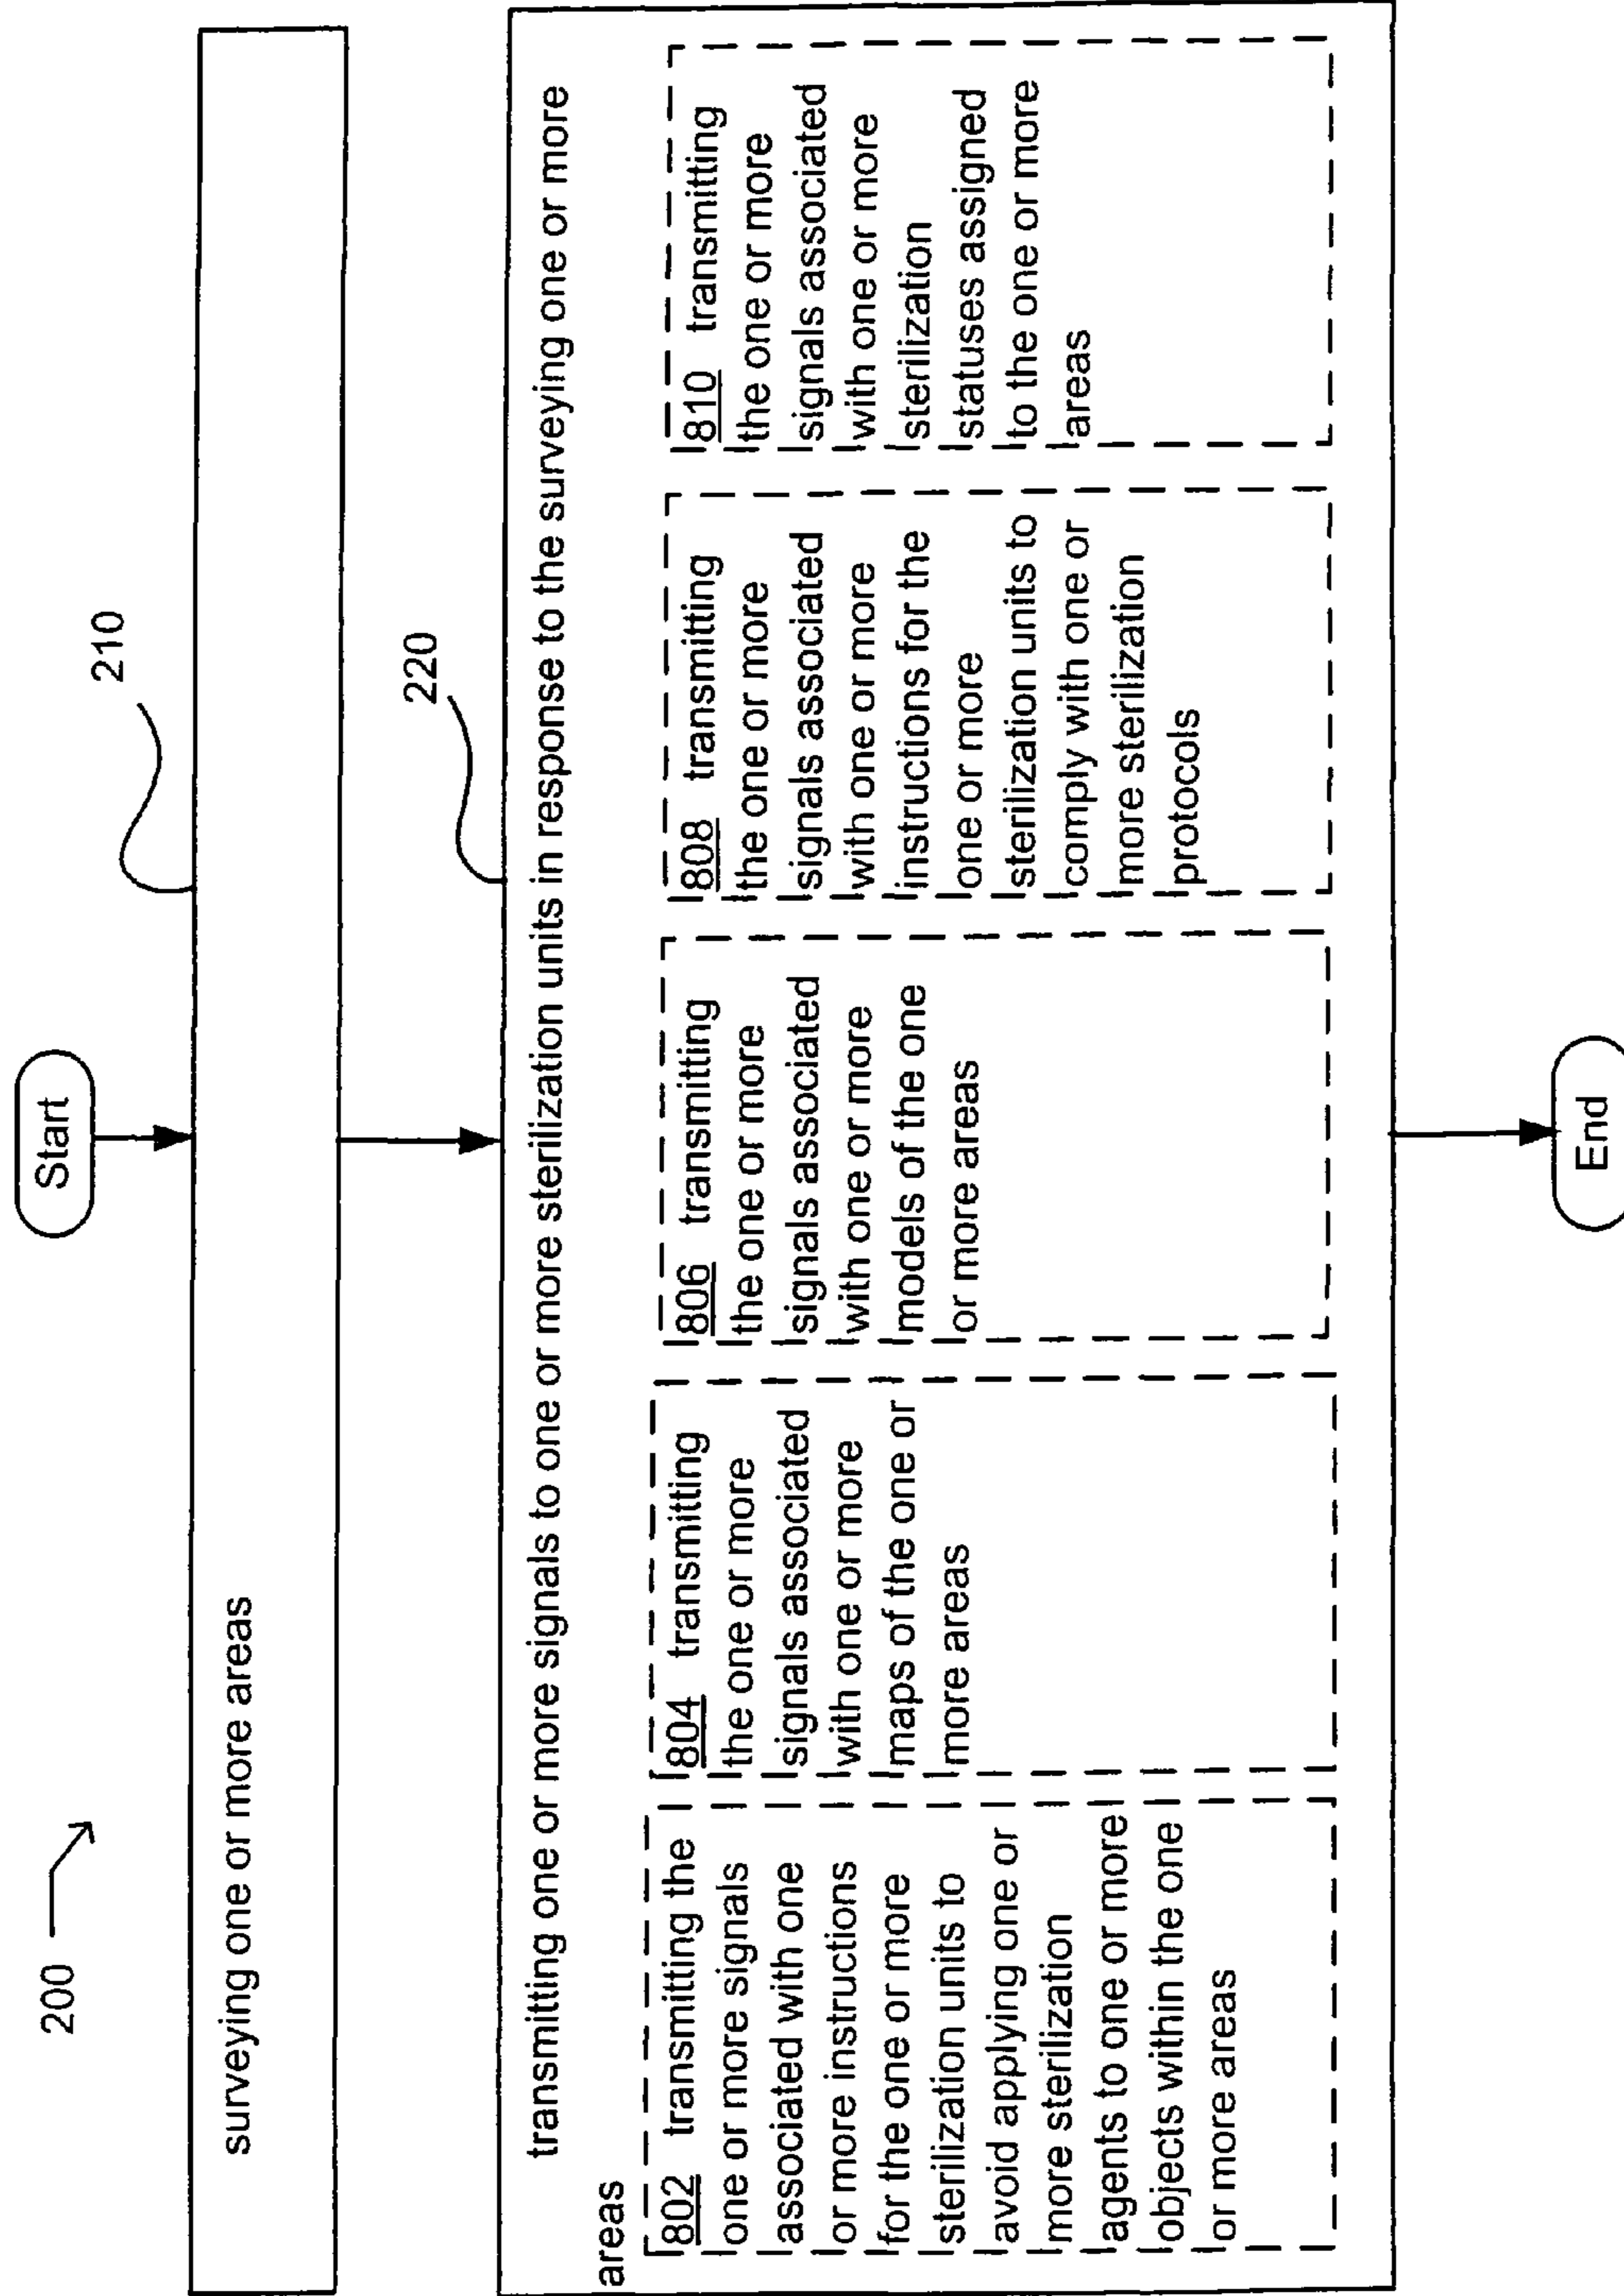 200
Start
210
surveying one or more areas
220
transmitting one or more signals to one or more sterilization units in response to the surveying one or more
areas
802 transmitting the
one or more signals
associated with one
or more instructions
for the one or more
sterilization units to
avoid applying one or
more sterilization
agents to one or more
objects within the one
or more areas
804 transmitting
the one or more
signals associated
with one or more
maps of the one or
more areas
806 transmitting
the one or more
signals associated
with one or more
models of the one
or more areas
808 transmitting
the one or more
signals associated
with one or more
instructions for the
one or more
sterilization units to
comply with one or
more sterilization
protocols
810 transmitting
the one or more
signals associated
with one or more
sterilization
statuses assigned
to the one or more
areas
End